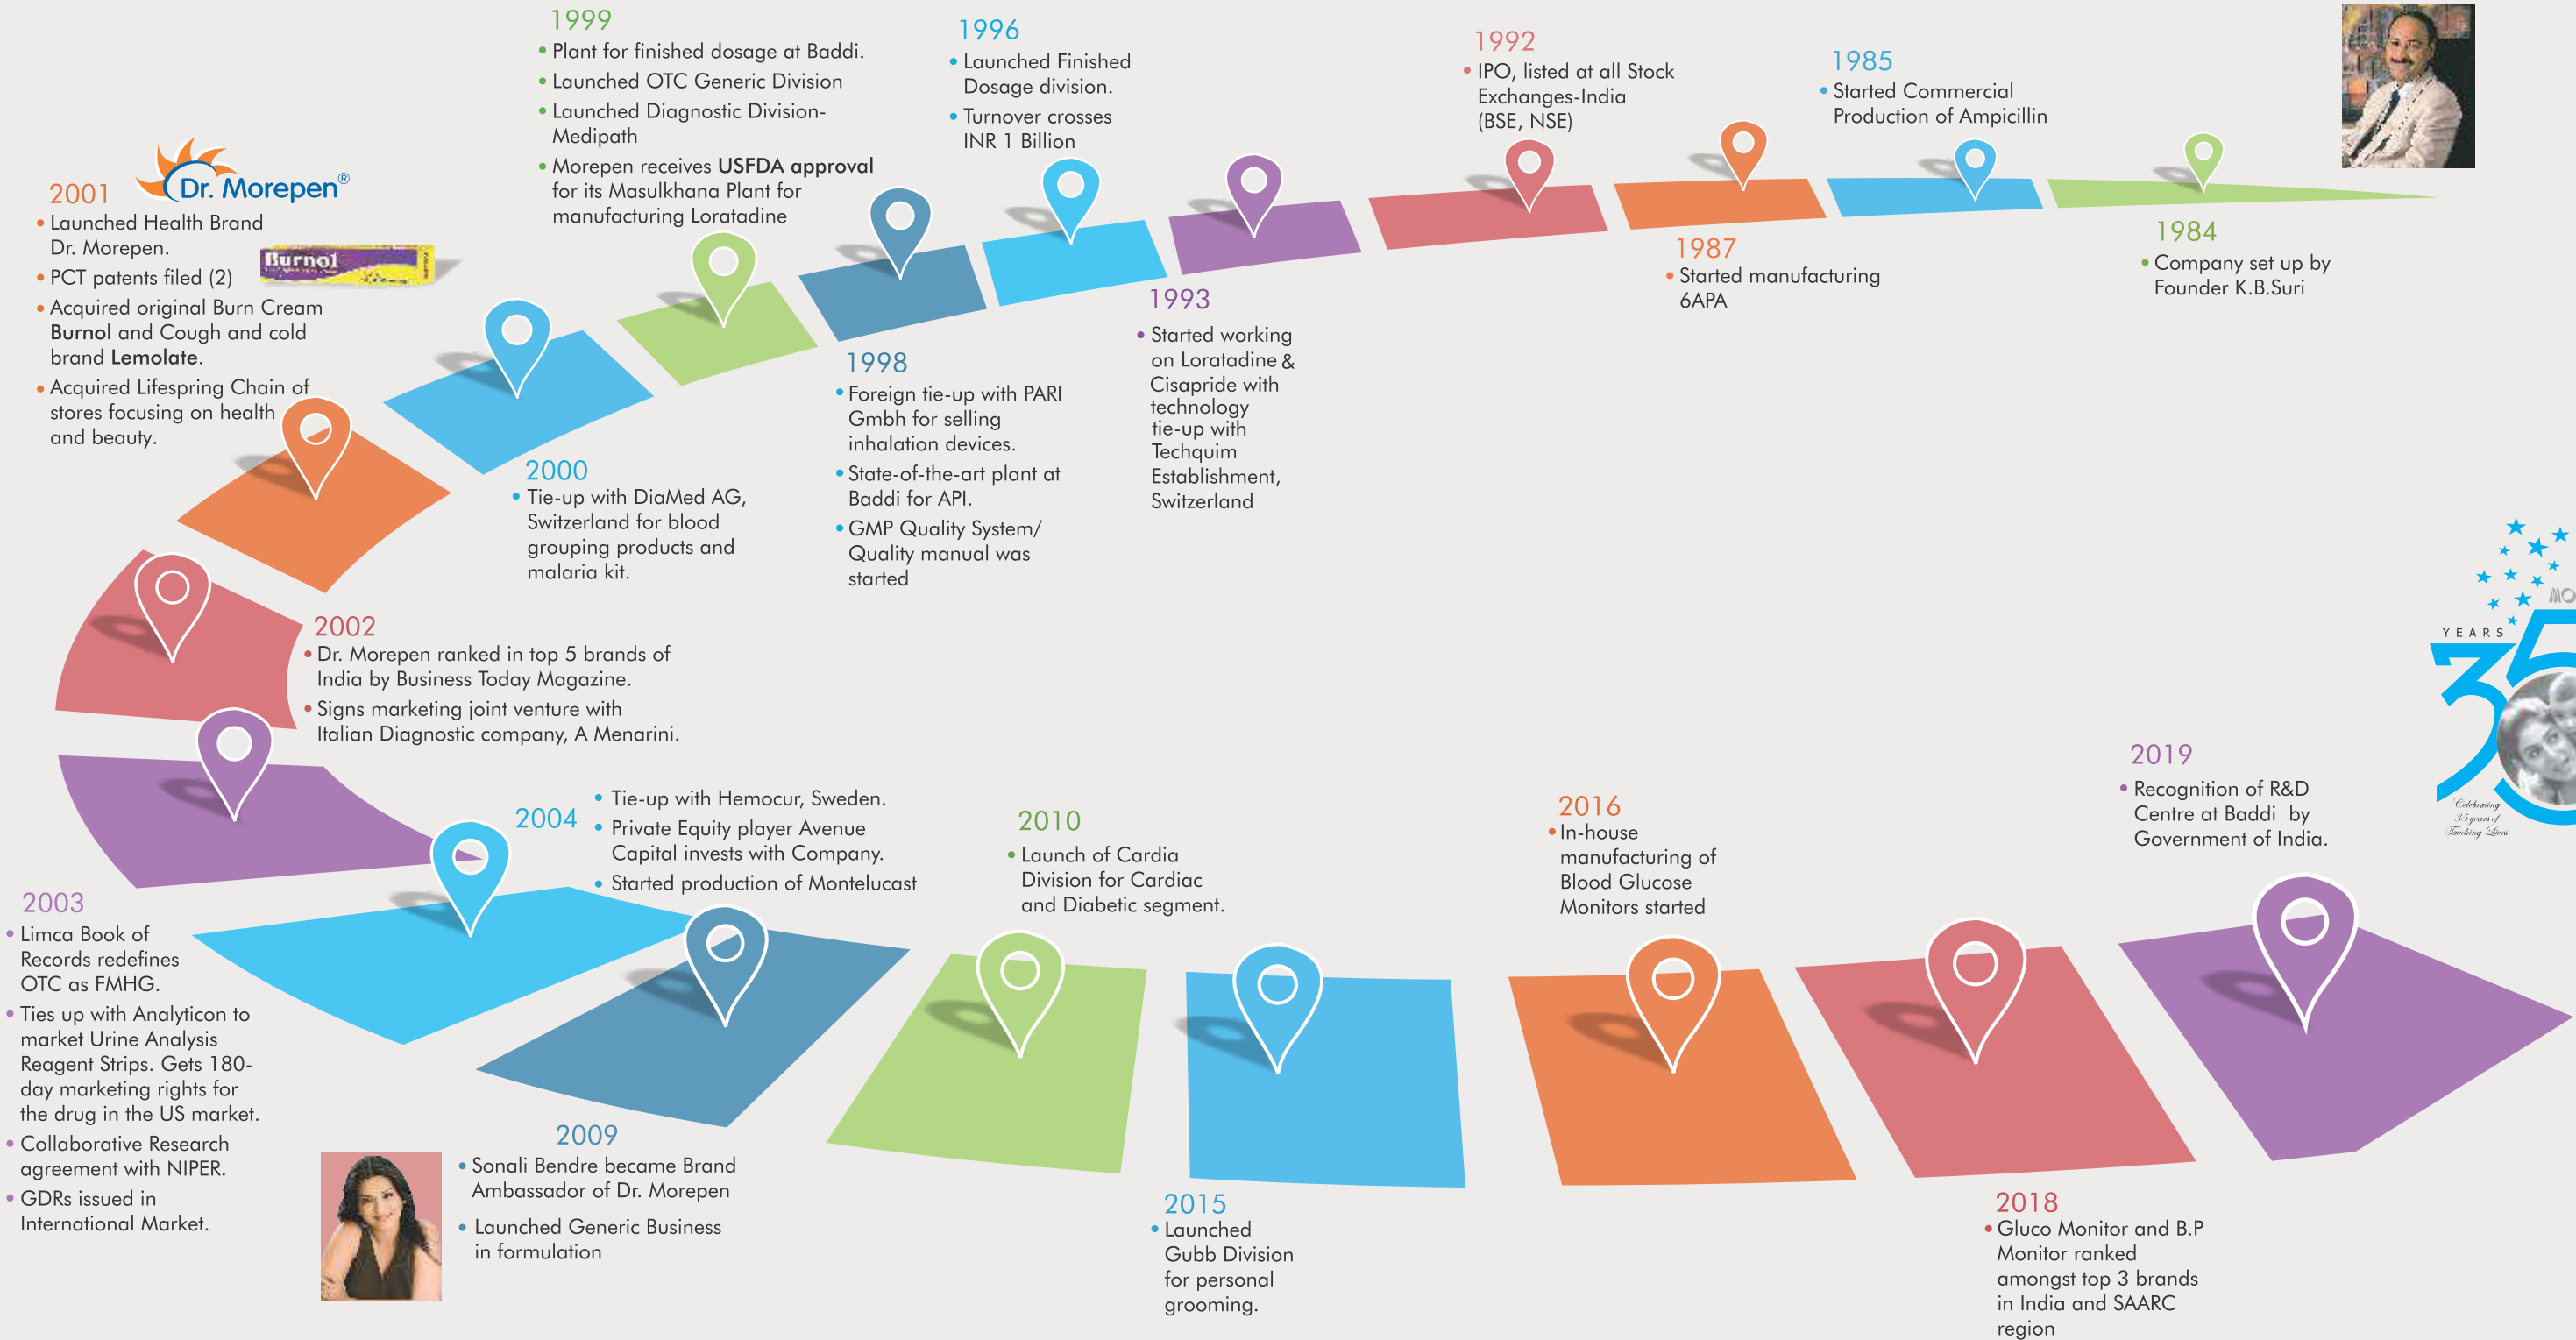 1984
Company set up by
Founder K.B.Suri
1985
Started Commercial
Production of Ampicillin
1987
Started manufacturing
6APA
1992
IPO, listed at all Stock
Exchanges-India
(BSE, NSE)
1993
Started working
on Loratadine &
Cisapride with
technology
tie-up with
Techquim
Establishment,
Switzerland
1996
Launched Finished
Dosage division.
Turnover crosses
INR 1 Billion
1998
Foreign tie-up with PARI
Gmbh for selling
inhalation devices.
State-of-the-art plant at
Baddi for API.
GMP Quality System/
Quality manual was
started
1999
Plant for finished dosage at Baddi.
Launched OTC Generic Division
Launched Diagnostic Division-
Medipath
Morepen receives USFDA approval
for its Masulkhana Plant for
manufacturing Loratadine
2000
Tie-up with DiaMed AG,
Switzerland for blood
grouping products and
malaria kit.
Dr. Morepen®
2001
Launched Health Brand
Dr. Morepen.
PCT patents filed (2)
Burnol
Acquired original Burn Cream
Burnol and Cough and cold
brand Lemolate.
Acquired Lifespring Chain of
stores focusing on health
and beauty.
2002
Dr. Morepen ranked in top 5 brands of
India by Business Today Magazine.
Signs marketing joint venture with
Italian Diagnostic company, A Menarini.
2003
Limca Book of
Records redefines
OTC as FMHG.
Ties up with Analyticon to
market Urine Analysis
Reagent Strips. Gets 180-
day marketing rights for
the drug in the US market.
Collaborative Research
agreement with NIPER.
GDRs issued in
International Market.
2004
Tie-up with Hemocur, Sweden.
Private Equity player Avenue
Capital invests with Company.
Started production of Montelucast
2009
Sonali Bendre became Brand
Ambassador of Dr. Morepen
Launched Generic Business
in formulation
2010
Launch of Cardia
Division for Cardiac
and Diabetic segment.
2015
Launched
Gubb Division
for personal
grooming.
2016
In-house
manufacturing of
Blood Glucose
Monitors started
2018
Gluco Monitor and B.P
Monitor ranked
amongst top 3 brands
in India and SAARC
region
2019
Recognition of R&D
Centre at Baddi by
Government of India.
MO
YEARS
35
Celebrating
35 years of
Touching Lives